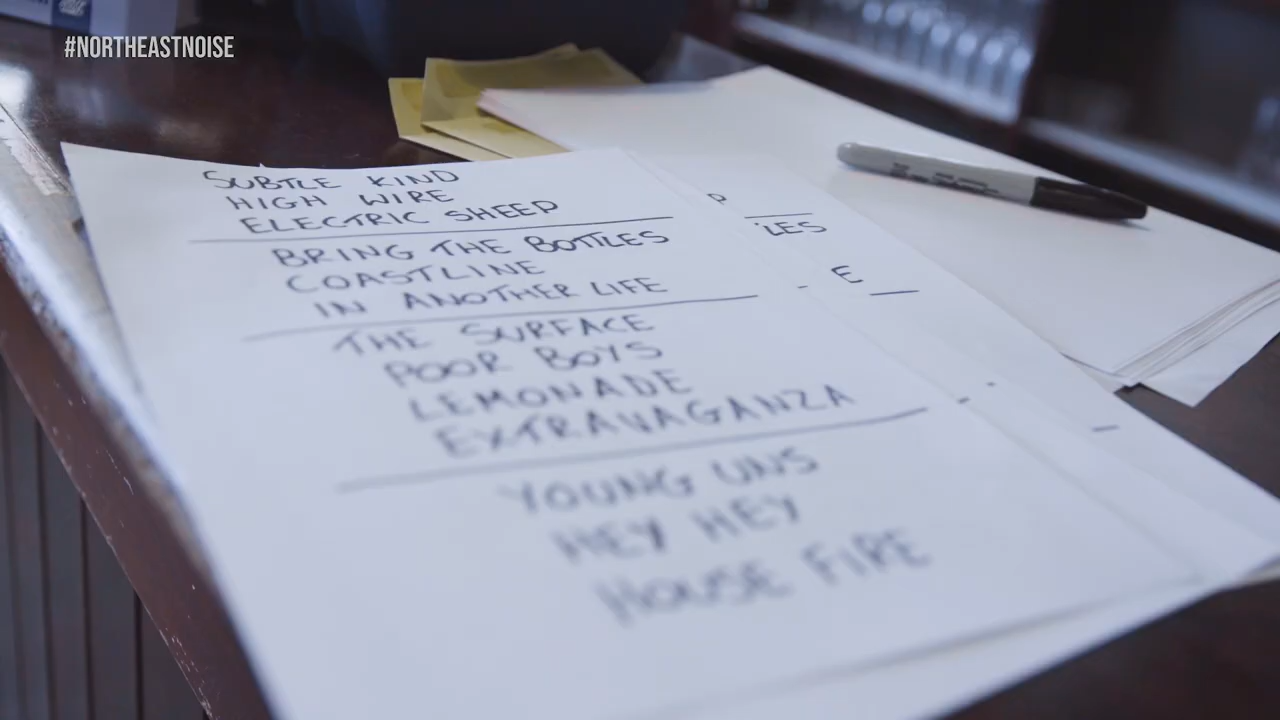 #NORTHEASTNOISE
SUBTLE KIND
HIGH WIRE
ELECTRIC SHEEP
BRING THE BOTTLES
COASTLINE
IN ANOTHER LIFE
THE SURFACE
POOR BOYS
LEMONADE
EXTRAVAGANZA
YOUNG UNS
HEY HEY
HOUSE FIRE
P
LES
E